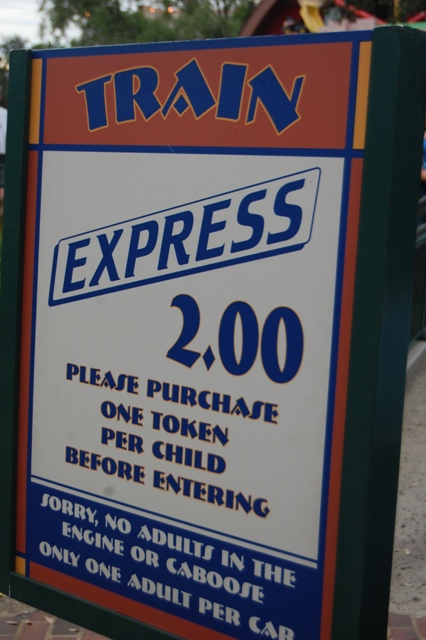 TRAIN
EXPRESS
2.00
PLEASE PURCHASE
ONE TOKEN
PER CHILD
BEFORE ENTERING
SORRY, NO ADULTS IN THE
ENGINE OR CABOOSE
ONLY ONE ADULT PER CAR